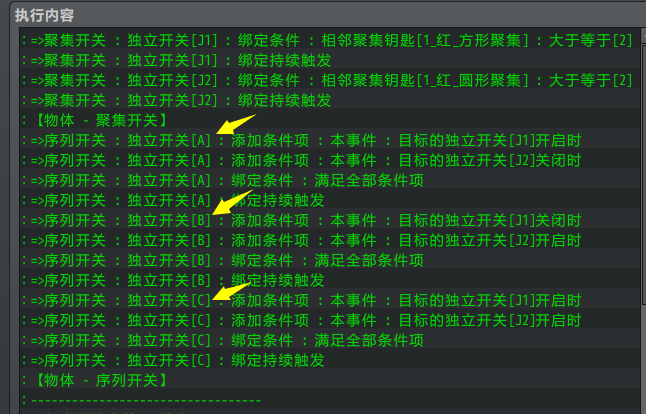 执行内容
: =>聚集开关 : 独立开关[J1] : 绑定条件 : 相邻聚集钥匙[1_红_方形聚集] : 大于等于[2]
: =>聚集开关 : 独立开关[J1] : 绑定持续触发
: =>聚集开关 : 独立开关[J2] : 绑定条件 : 相邻聚集钥匙[1_红_圆形聚集] : 大于等于[2]
: =>聚集开关 : 独立开关[J2] : 绑定持续触发
:【物体 - 聚集开关】
: =>序列开关 : 独立开关[A] : 添加条件项 : 本事件 : 目标的独立开关[J1]开启时
: =>序列开关 : 独立开关[A] : 添加条件项 : 本事件 : 目标的独立开关[J2]关闭时
: =>序列开关 : 独立开关[A] : 绑定条件 : 满足全部条件项
: =>序列开关 : 独立开关[A] : 绑定持续触发
: =>序列开关 : 独立开关[B] : 添加条件项 : 本事件 : 目标的独立开关[J1]关闭时
: =>序列开关 : 独立开关[B] : 添加条件项 : 本事件 : 目标的独立开关[J2]开启时
: =>序列开关 : 独立开关[B] : 绑定条件 : 满足全部条件项
: =>序列开关 : 独立开关[B] : 绑定持续触发
: =>序列开关 : 独立开关[C] : 添加条件项 : 本事件 : 目标的独立开关[J1]开启时
: =>序列开关 : 独立开关[C] : 添加条件项 : 本事件 : 目标的独立开关[J2]开启时
: =>序列开关 : 独立开关[C] : 绑定条件 : 满足全部条件项
: =>序列开关 : 独立开关[C] : 绑定持续触发
:【物体 - 序列开关】
: ---------------------------------